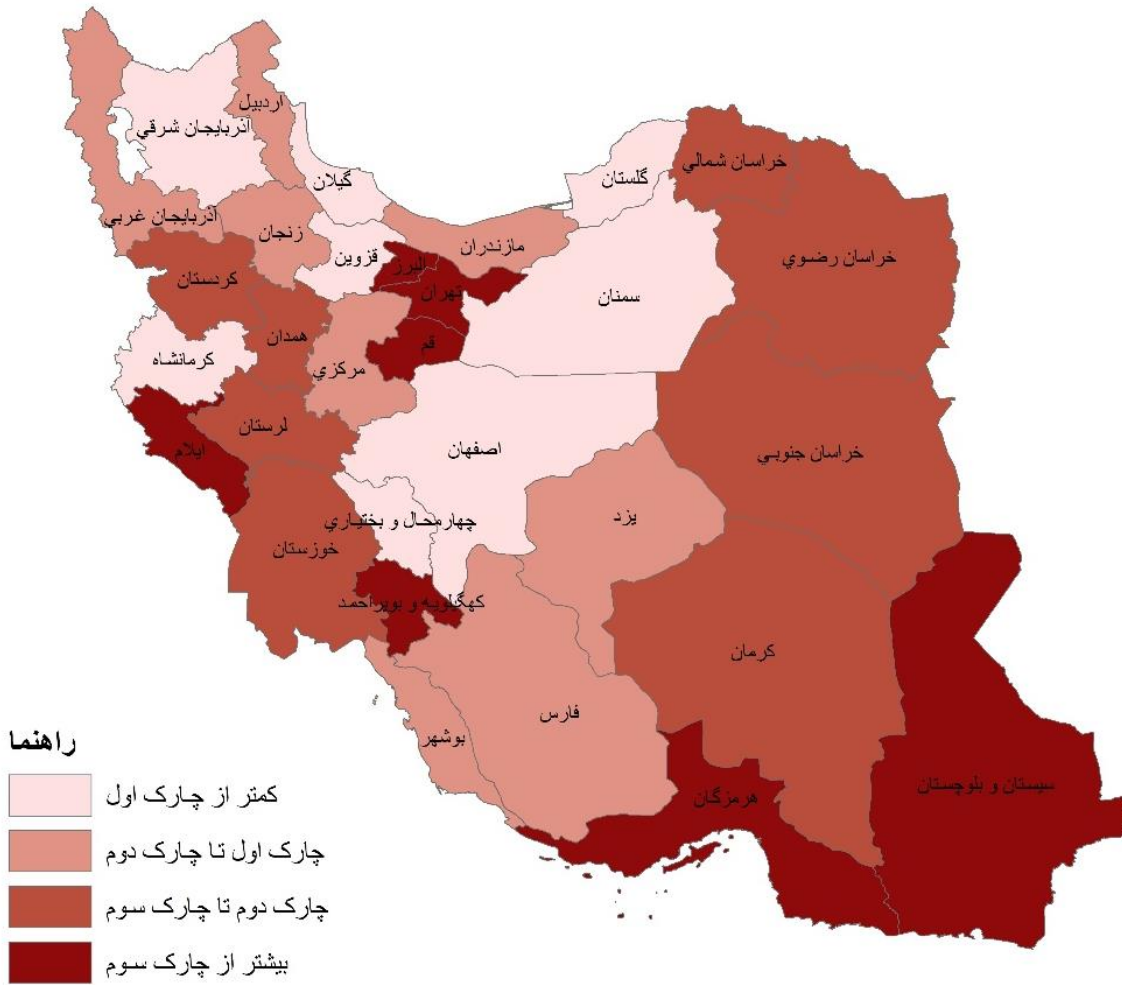 اردبيل
آذربايجان شرقي
گيلان
گلستان
خراسان شمالي
آذربايجان غربي
زنجان
قزوين
مازندران
البرز
تهران
خراسان رضوي
كردستان
سمنان
همدان
قم
كرمانشاه
مركزي
لرستان
ايلام
اصفهان
خراسان جنوبي
چهارمحال و بختياري
يزد
خوزستان
كهگيلويه و بويراحمد
كرمان
فارس
بوشهر
هرمزگان
سيستان و بلوچستان
راهنما
کمتر از چارک اول
چارک اول تا چارک دوم
چارک دوم تا چارک سوم
بیشتر از چارک سوم